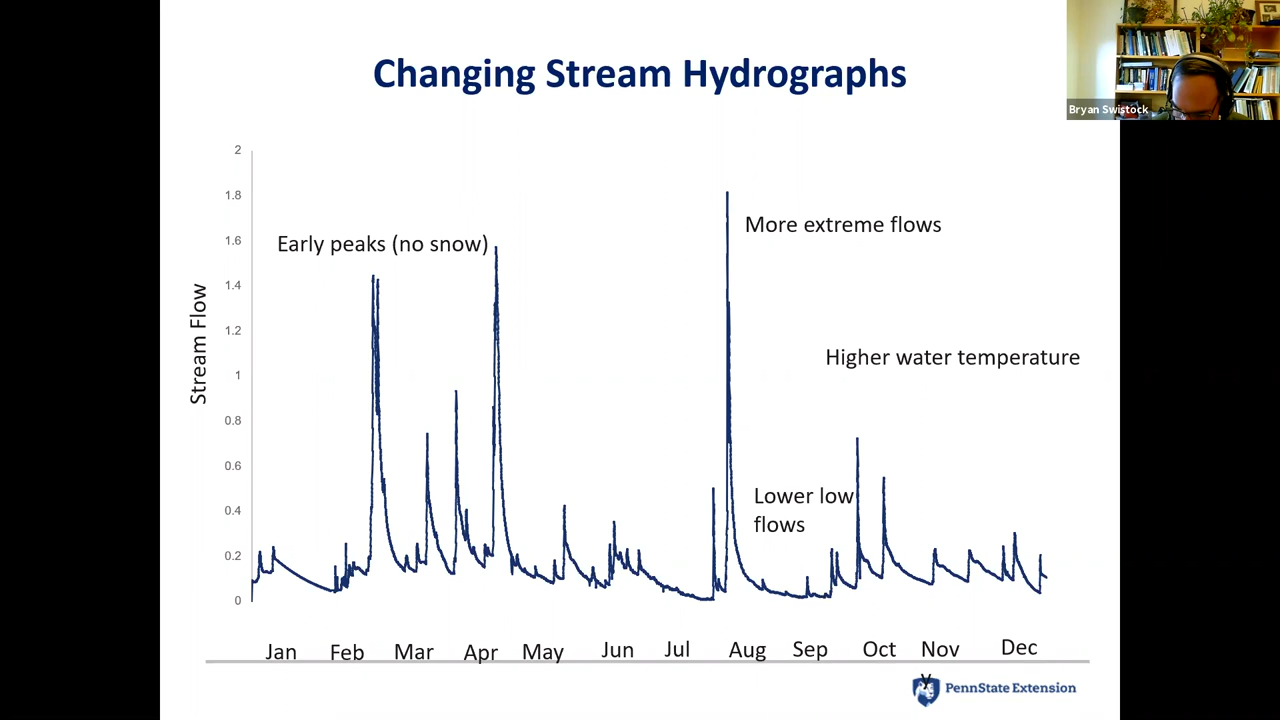 Changing Stream Hydrographs
Bryan Swistock
2
1.8
1.6
1.4
1.2
1
0.8
0.6
0.4
0.2
0
Stream Flow
Early peaks (no snow)
More extreme flows
Higher water temperature
Lower low
flows
Jan Feb Mar Apr May Jun Jul Aug Sep Oct Nov Dec
y
PennState Extension